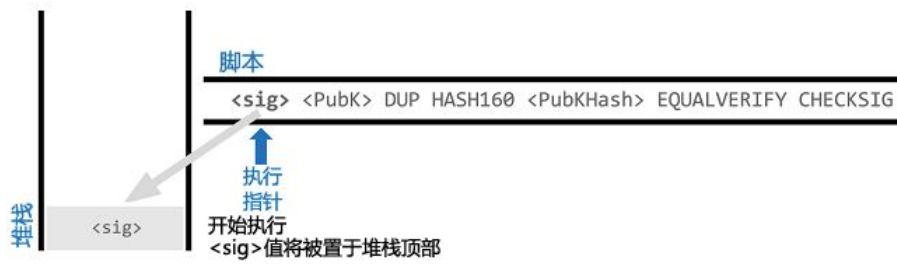 脚本
<sig> <PubK> DUP HASH160 <PubKHash> EQUALVERIFY CHECKSIG
执行
指针
堆栈
<sig>
开始执行
<sig>值将被置于堆栈顶部